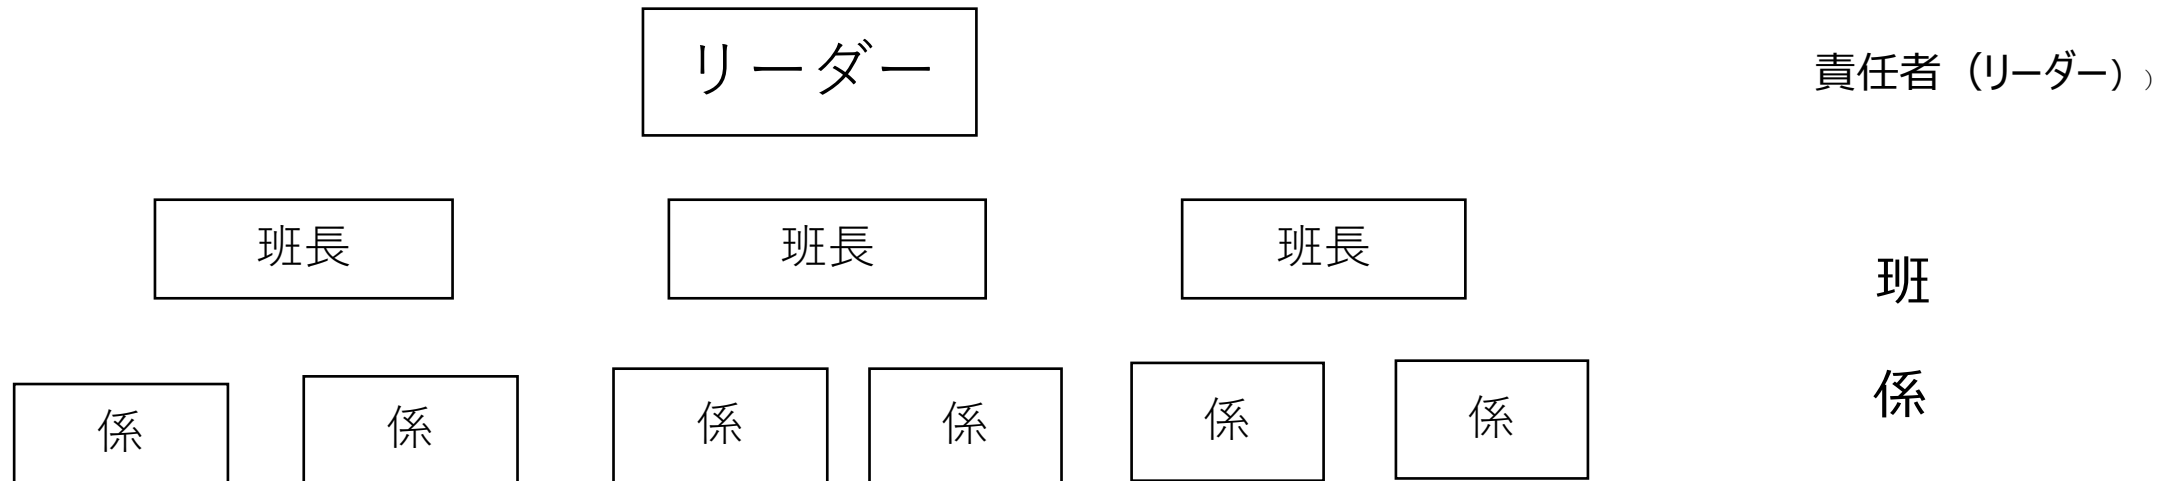 リーダー 責任者（リーダー））
班長 班長 班長 班
係 係 係 係 係 係 係